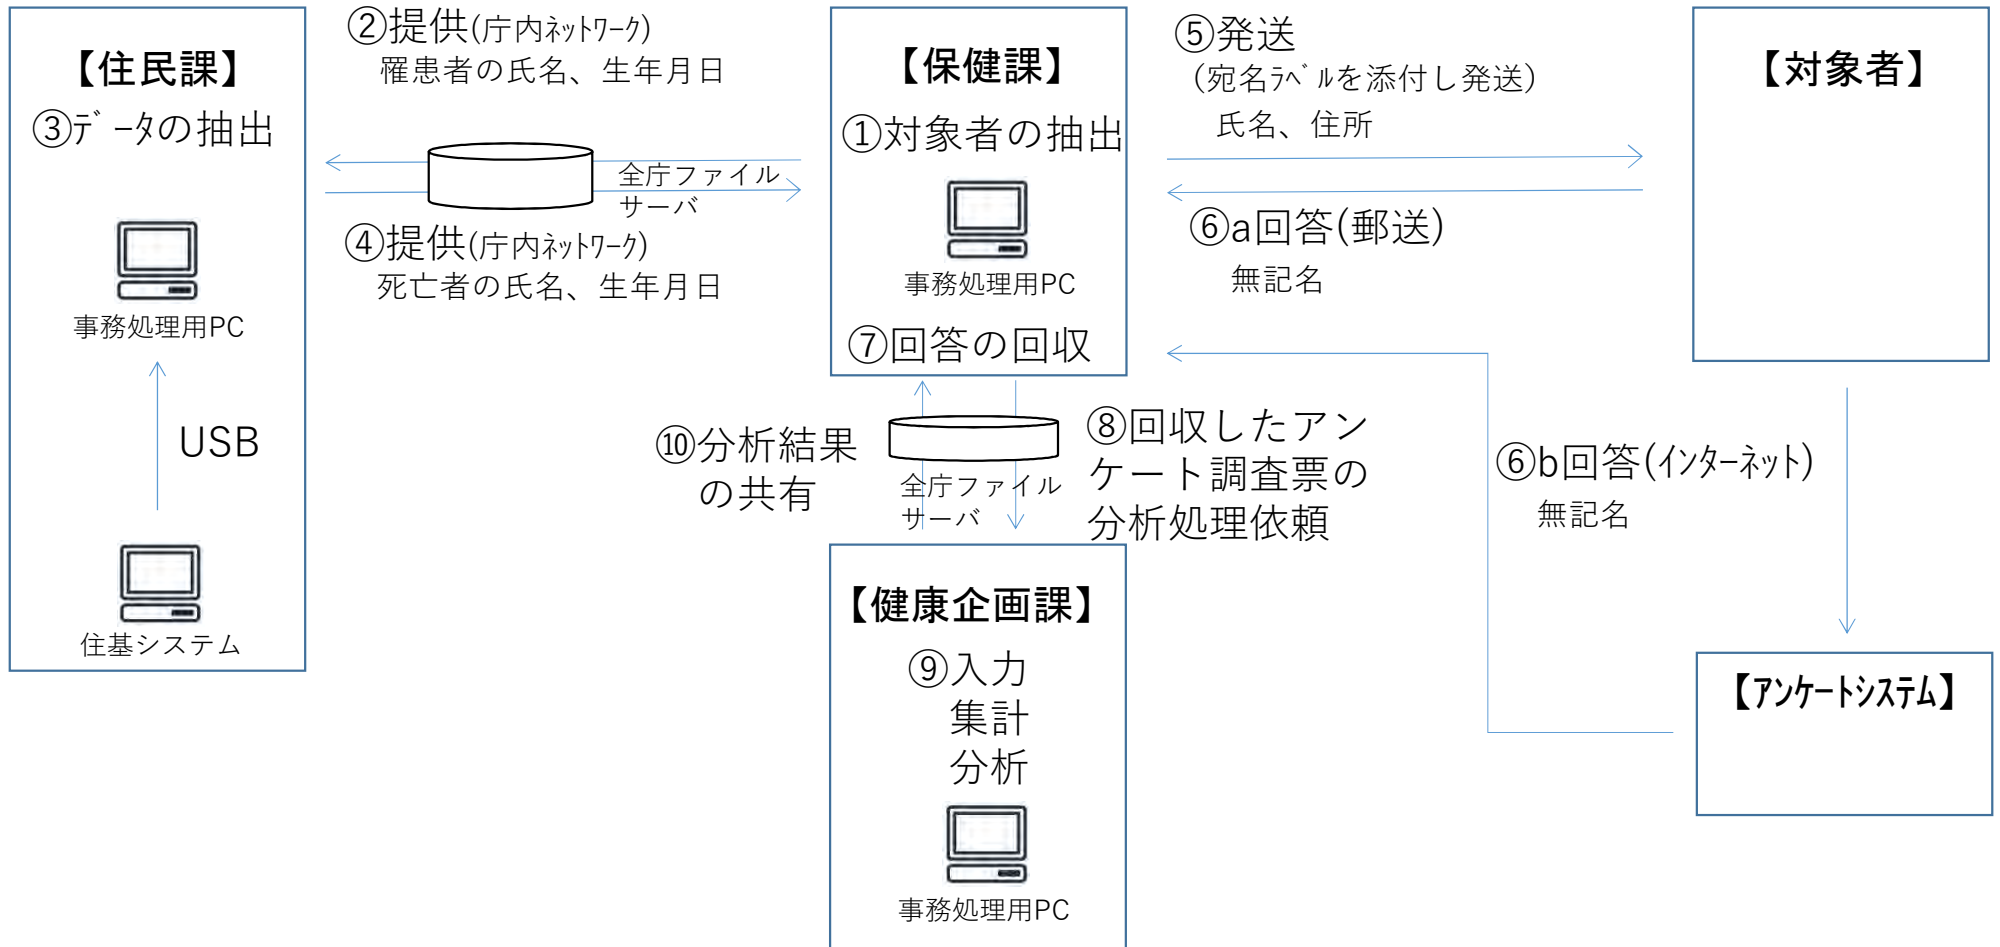 【住民課】
③ﾃﾞｰﾀの抽出
事務処理用PC
USB
住基システム
②提供(庁内ﾈｯﾄﾜｰｸ)
罹患者の氏名、生年月日
全庁ファイル
サーバ
④提供(庁内ﾈｯﾄﾜｰｸ)
死亡者の氏名、生年月日
【保健課】
①対象者の抽出
事務処理用PC
⑦回答の回収
⑤発送
（宛名ﾗﾍﾞﾙを添付し発送）
氏名、住所
⑥a回答(郵送)
無記名
【対象者】
⑩分析結果
の共有
全庁ファイル
サーバ
⑧回収したアン
ケート調査票の
分析処理依頼
⑥b回答(ｲﾝﾀｰﾈｯﾄ)
無記名
【健康企画課】
⑨入力
集計
分析
事務処理用PC
【ｱﾝｹｰﾄｼｽﾃﾑ】